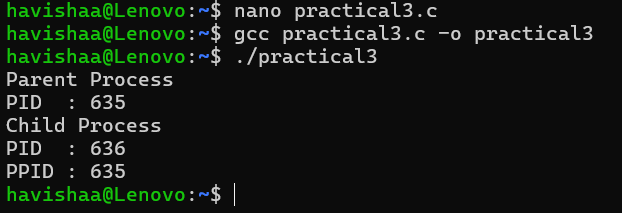 havishaa@Lenovo:~$ nano practical3.c
havishaa@Lenovo:~$ gcc practical3.c -o practical3
havishaa@Lenovo:~$ ./practical3
Parent Process
PID  : 635
Child Process
PID  : 636
PPID : 635
havishaa@Lenovo:~$